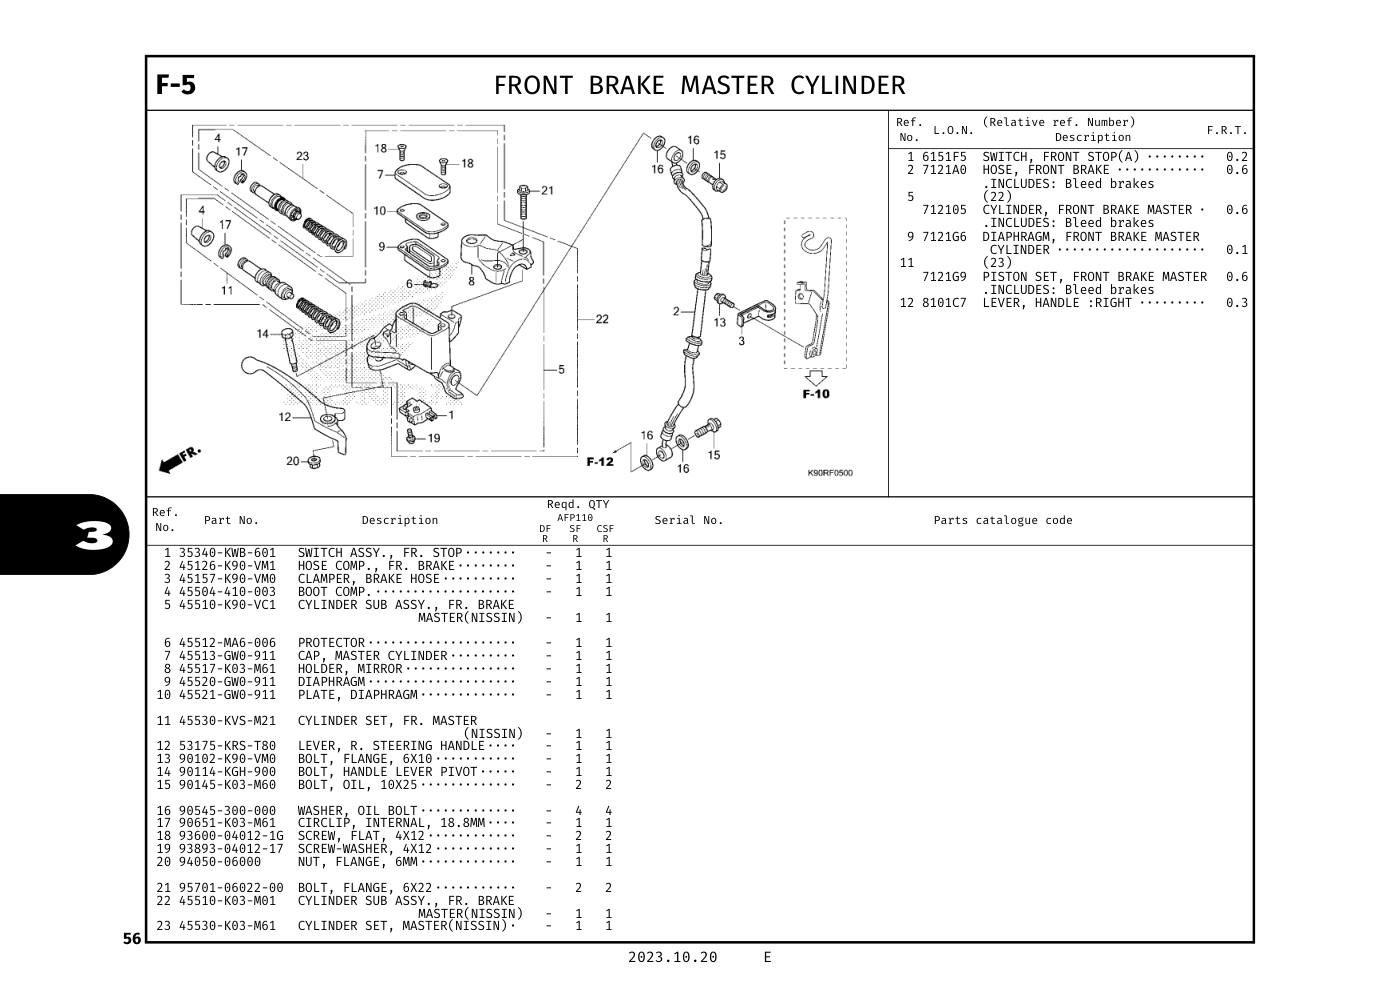 F-5
FRONT BRAKE MASTER CYLINDER
4
17
23
18
18
7
21
10
4
17
9
8
6
11
14
22
5
12
1
19
20
FR.
16
16
15
2
13
3
F-10
16
15
16
F-12
K90RF0500
Ref. No. L.O.N. (Relative ref. Number) Description F.R.T.
1 6151F5 SWITCH, FRONT STOP(A) ········ 0.2
2 7121A0 HOSE, FRONT BRAKE ············ 0.6
.INCLUDES: Bleed brakes
5 (22)
712105 CYLINDER, FRONT BRAKE MASTER · 0.6
.INCLUDES: Bleed brakes
9 7121G6 DIAPHRAGM, FRONT BRAKE MASTER
CYLINDER ···················· 0.1
11 (23)
7121G9 PISTON SET, FRONT BRAKE MASTER 0.6
.INCLUDES: Bleed brakes
12 8101C7 LEVER, HANDLE :RIGHT ········· 0.3
3
Ref. No. Part No. Description Reqd. QTY Serial No. Parts catalogue code
AFP110
DF SF CSF
R R R
1 35340-KWB-601 SWITCH ASSY., FR. STOP······· - 1 1
2 45126-K90-VM1 HOSE COMP., FR. BRAKE········ - 1 1
3 45157-K90-VM0 CLAMPER, BRAKE HOSE·········· - 1 1
4 45504-410-003 BOOT COMP.··················· - 1 1
5 45510-K90-VC1 CYLINDER SUB ASSY., FR. BRAKE
MASTER(NISSIN) - 1 1
6 45512-MA6-006 PROTECTOR···················· - 1 1
7 45513-GW0-911 CAP, MASTER CYLINDER········· - 1 1
8 45517-K03-M61 HOLDER, MIRROR··············· - 1 1
9 45520-GW0-911 DIAPHRAGM···················· - 1 1
10 45521-GW0-911 PLATE, DIAPHRAGM············· - 1 1
11 45530-KVS-M21 CYLINDER SET, FR. MASTER
(NISSIN) - 1 1
12 53175-KRS-T80 LEVER, R. STEERING HANDLE···· - 1 1
13 90102-K90-VM0 BOLT, FLANGE, 6X10··········· - 1 1
14 90114-KGH-900 BOLT, HANDLE LEVER PIVOT····· - 1 1
15 90145-K03-M60 BOLT, OIL, 10X25············· - 2 2
16 90545-300-000 WASHER, OIL BOLT············· - 4 4
17 90651-K03-M61 CIRCLIP, INTERNAL, 18.8MM···· - 1 1
18 93600-04012-1G SCREW, FLAT, 4X12············ - 2 2
19 93893-04012-17 SCREW-WASHER, 4X12··········· - 1 1
20 94050-06000 NUT, FLANGE, 6MM············· - 1 1
21 95701-06022-00 BOLT, FLANGE, 6X22··········· - 2 2
22 45510-K03-M01 CYLINDER SUB ASSY., FR. BRAKE
MASTER(NISSIN) - 1 1
23 45530-K03-M61 CYLINDER SET, MASTER(NISSIN)· - 1 1
56
2023.10.20 E